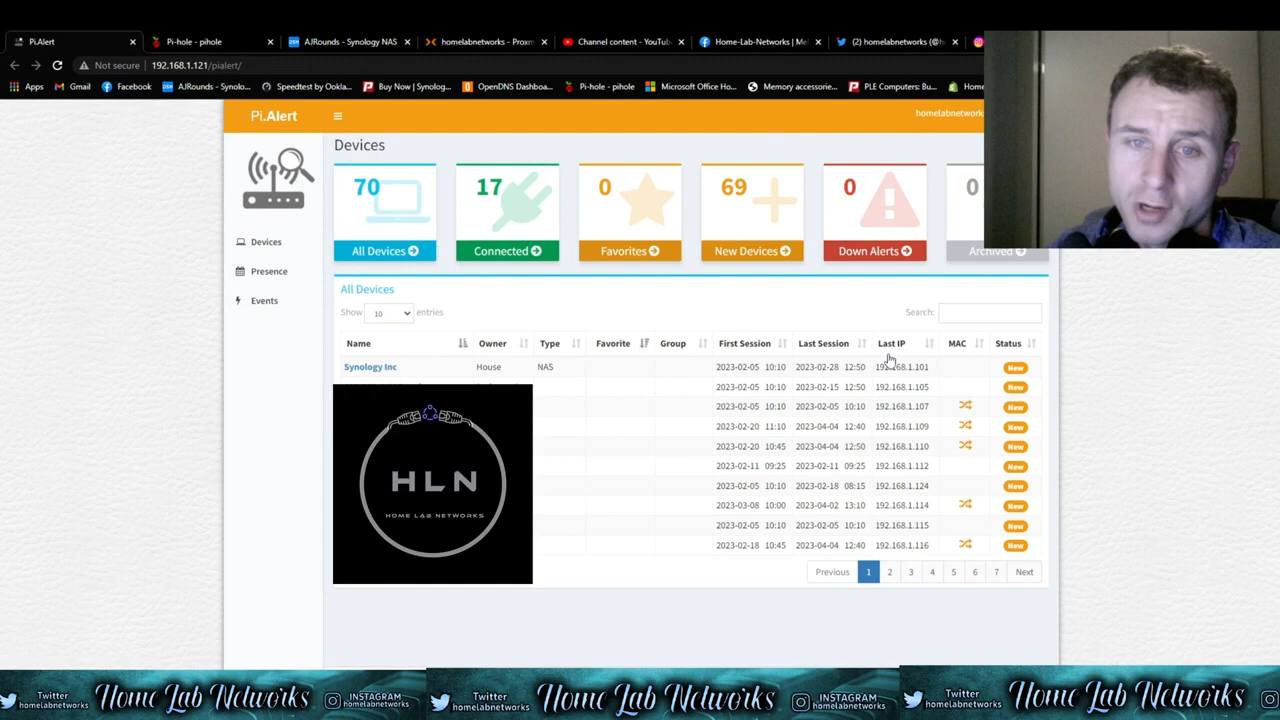 Pi.Alert
Pi-hole - pihole
AJRounds - Synology NAS
homelabnetworks - Proxm
Channel content - YouTub
Home-Lab-Networks | Me
(2) homelabnetworks (@h
Not secure 192.168.1.121/pialert/
Apps Gmail Facebook AJRounds - Synolo... Speedtest by Ookla... Buy Now | Synolog... OpenDNS Dashboa... Pi-hole - pihole Microsoft Office Ho... Memory accessorie... PLE Computers: Bu... Hom
Pi.Alert
homelabnetwork
Devices
70 17 0 69 0 0
All Devices Connected Favorites New Devices Down Alerts Archived
Devices
Presence
Events
All Devices
Show 10 entries Search:
Name Owner Type Favorite Group First Session Last Session Last IP MAC Status
Synology Inc House NAS 2023-02-05 10:10 2023-02-28 12:50 192.168.1.101 New
2023-02-05 10:10 2023-02-15 12:50 192.168.1.105 New
2023-02-05 10:10 2023-02-05 10:10 192.168.1.107 New
2023-02-20 11:10 2023-04-04 12:40 192.168.1.109 New
2023-02-20 10:45 2023-04-04 12:50 192.168.1.110 New
2023-02-11 09:25 2023-02-11 09:25 192.168.1.112 New
2023-02-05 10:10 2023-02-18 08:15 192.168.1.124 New
2023-03-08 10:00 2023-04-02 13:10 192.168.1.114 New
2023-02-05 10:10 2023-02-05 10:10 192.168.1.115 New
2023-02-18 10:45 2023-04-04 12:40 192.168.1.116 New
HLN
HOME LAB NETWORKS
Previous 1 2 3 4 5 6 7 Next
Twitter
homelabnetworks
Home Lab Networks
INSTAGRAM
homelabnetworks
Twitter
homelabnetworks
Home Lab Networks
INSTAGRAM
homelabnetworks
Twitter
homelabnetworks
Home Lab Networks